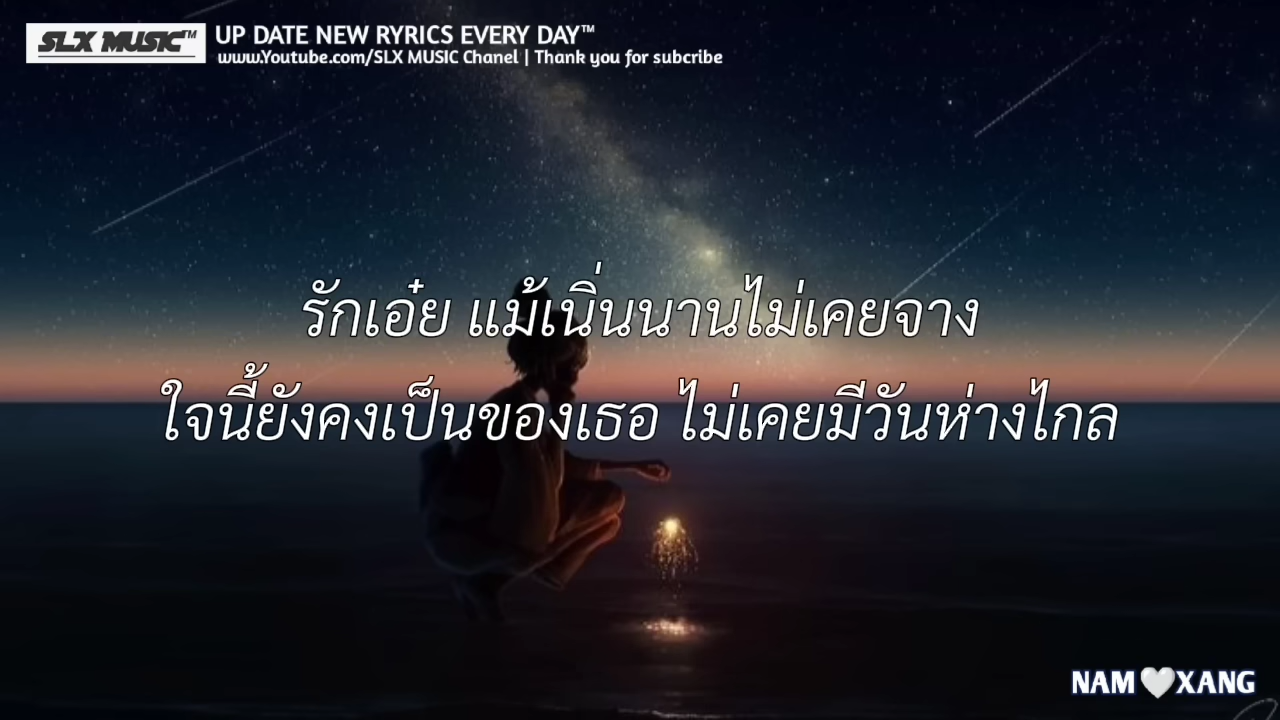 SLX MUSIC™
UP DATE NEW RYRICS EVERY DAY™
www.Youtube.com/SLX MUSIC Chanel | Thank you for subcribe
รักเอ๋ย แม้เนิ่นนานไม่เคยจาง
ใจนี้ยังคงเป็นของเธอ ไม่เคยมีวันห่างไกล
NAM🤍XANG